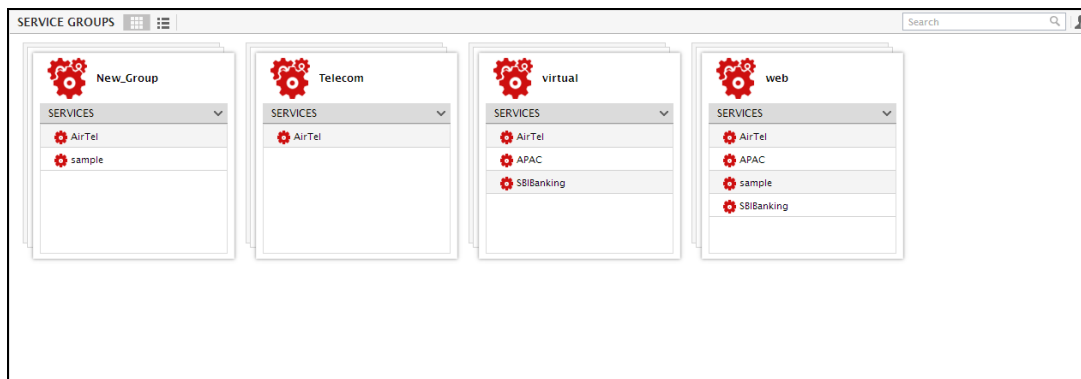 SERVICE GROUPS
Search
New_Group
SERVICES
AirTel
sample
Telecom
SERVICES
AirTel
virtual
SERVICES
AirTel
APAC
SBIBanking
web
SERVICES
AirTel
APAC
sample
SBIBanking